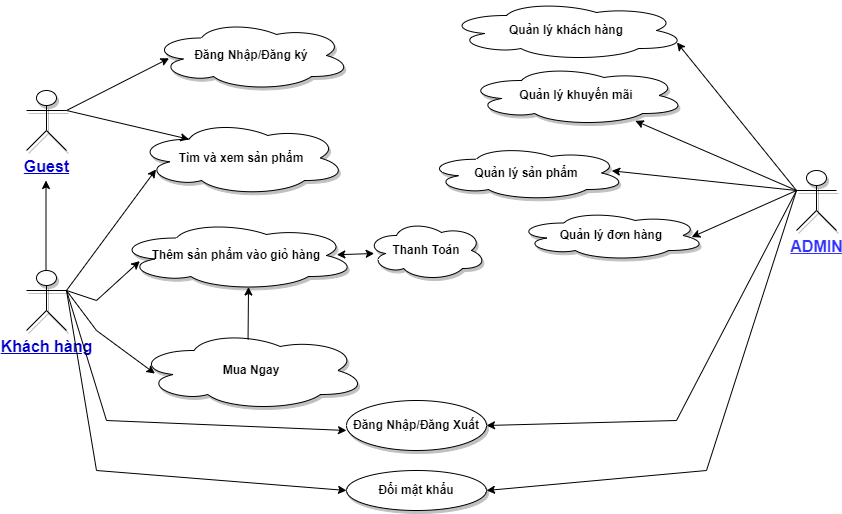 Quản lý khách hàng
Đăng Nhập/Đăng ký
Quản lý khuyến mãi
Guest
Tìm và xem sản phẩm
Quản lý sản phẩm
Quản lý đơn hàng
ADMIN
Thêm sản phẩm vào giỏ hàng
Thanh Toán
Khách hàng
Mua Ngay
Đăng Nhập/Đăng Xuất
Đổi mật khẩu